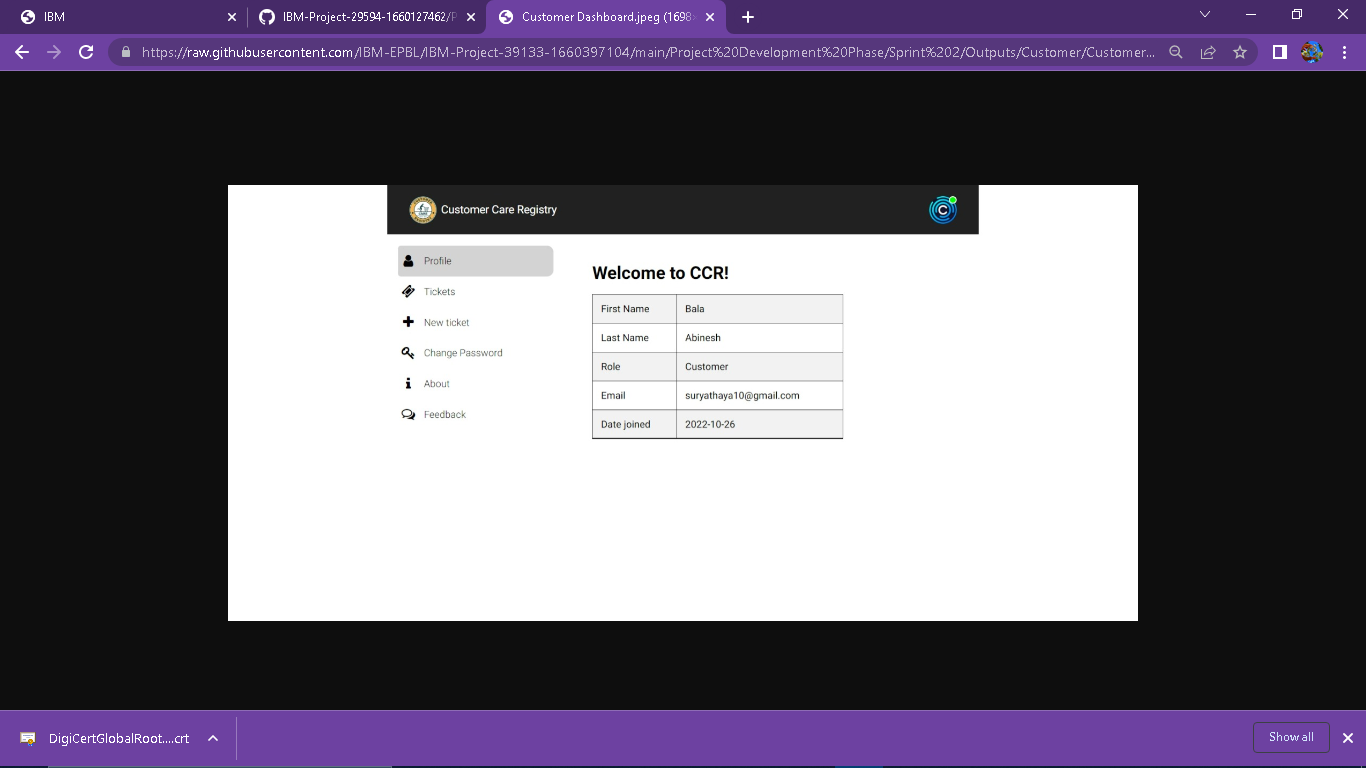 IBM
IBM-Project-29594-1660127462/P
Customer Dashboard.jpeg (1698×
https://raw.githubusercontent.com/IBM-EPBL/IBM-Project-39133-1660397104/main/Project%20Development%20Phase/Sprint%202/Outputs/Customer/Customer...
Customer Care Registry
Profile
Tickets
New ticket
Change Password
About
Feedback
Welcome to CCR!
First Name Bala
Last Name Abinesh
Role Customer
Email suryathaya10@gmail.com
Date joined 2022-10-26
DigiCertGlobalRoot....crt
Show all